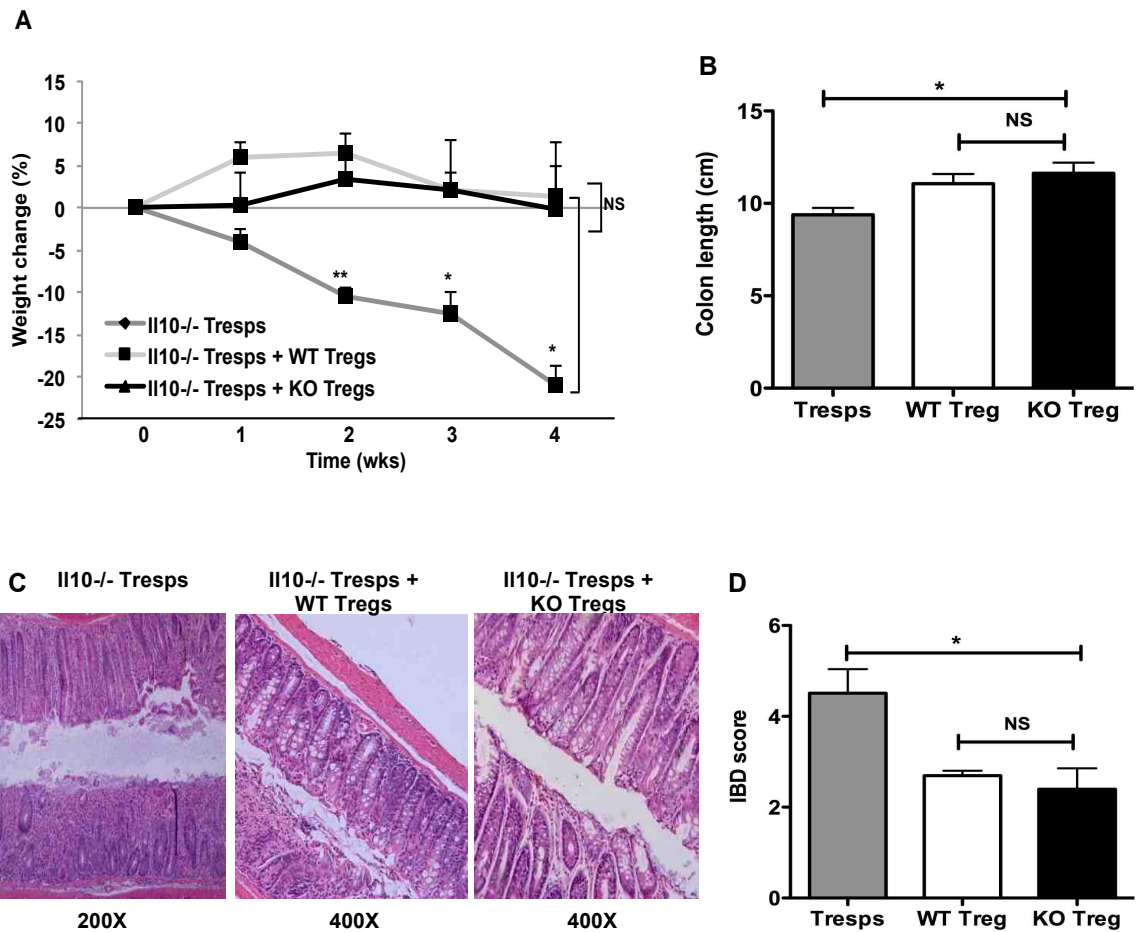 A
Weight change (%)
15
10
5
0
-5
-10
-15
-20
-25
**
*
*
NS
Il10-/- Tresps
Il10-/- Tresps + WT Tregs
Il10-/- Tresps + KO Tregs
0 1 2 3 4
Time (wks)
B
Colon length (cm)
15
10
5
0
*
NS
Tresps WT Treg KO Treg
C
Il10-/- Tresps
Il10-/- Tresps +
WT Tregs
Il10-/- Tresps +
KO Tregs
200X
400X
400X
D
IBD score
6
4
2
0
*
NS
Tresps WT Treg KO Treg